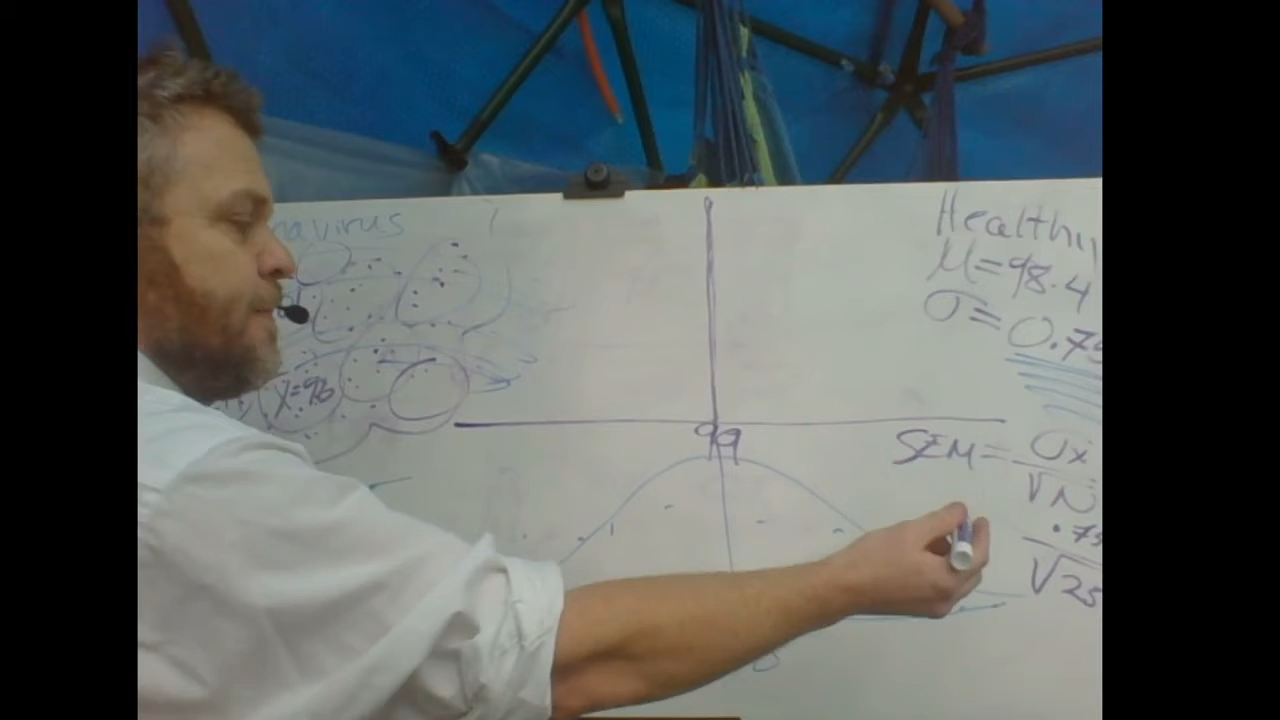 navirus
Healthy
μ=98.4
σ=0.75
X=98
99
SEM=σx/√N
.75/√25